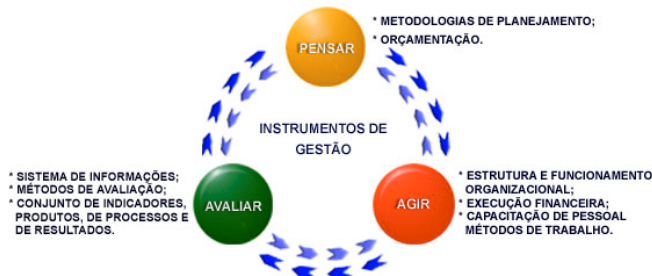 * METODOLOGIAS DE PLANEJAMENTO;
* ORÇAMENTAÇÃO.
PENSAR
INSTRUMENTOS DE
GESTÃO
* SISTEMA DE INFORMAÇÕES;
* MÉTODOS DE AVALIAÇÃO;
* CONJUNTO DE INDICADORES,
PRODUTOS, DE PROCESSOS E
DE RESULTADOS.
AVALIAR
AGIR
* ESTRUTURA E FUNCIONAMENTO
ORGANIZACIONAL;
* EXECUÇÃO FINANCEIRA;
* CAPACITAÇÃO DE PESSOAL
MÉTODOS DE TRABALHO.